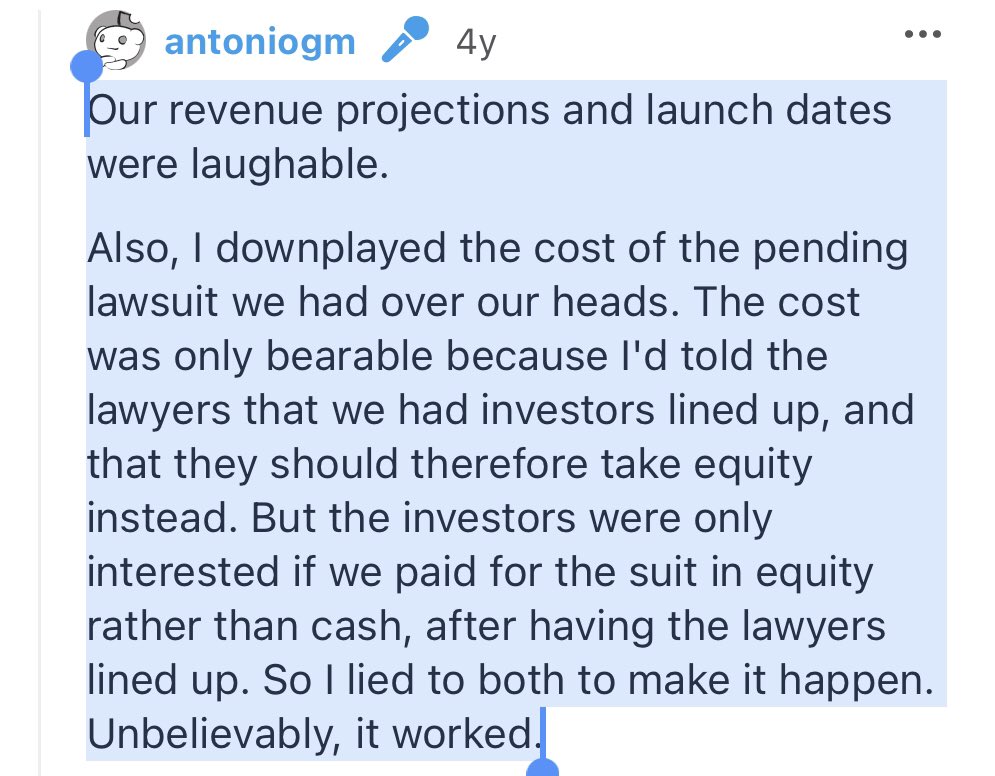 antoniogm 4y
Our revenue projections and launch dates
were laughable.
Also, I downplayed the cost of the pending
lawsuit we had over our heads. The cost
was only bearable because I'd told the
lawyers that we had investors lined up, and
that they should therefore take equity
instead. But the investors were only
interested if we paid for the suit in equity
rather than cash, after having the lawyers
lined up. So I lied to both to make it happen.
Unbelievably, it worked.